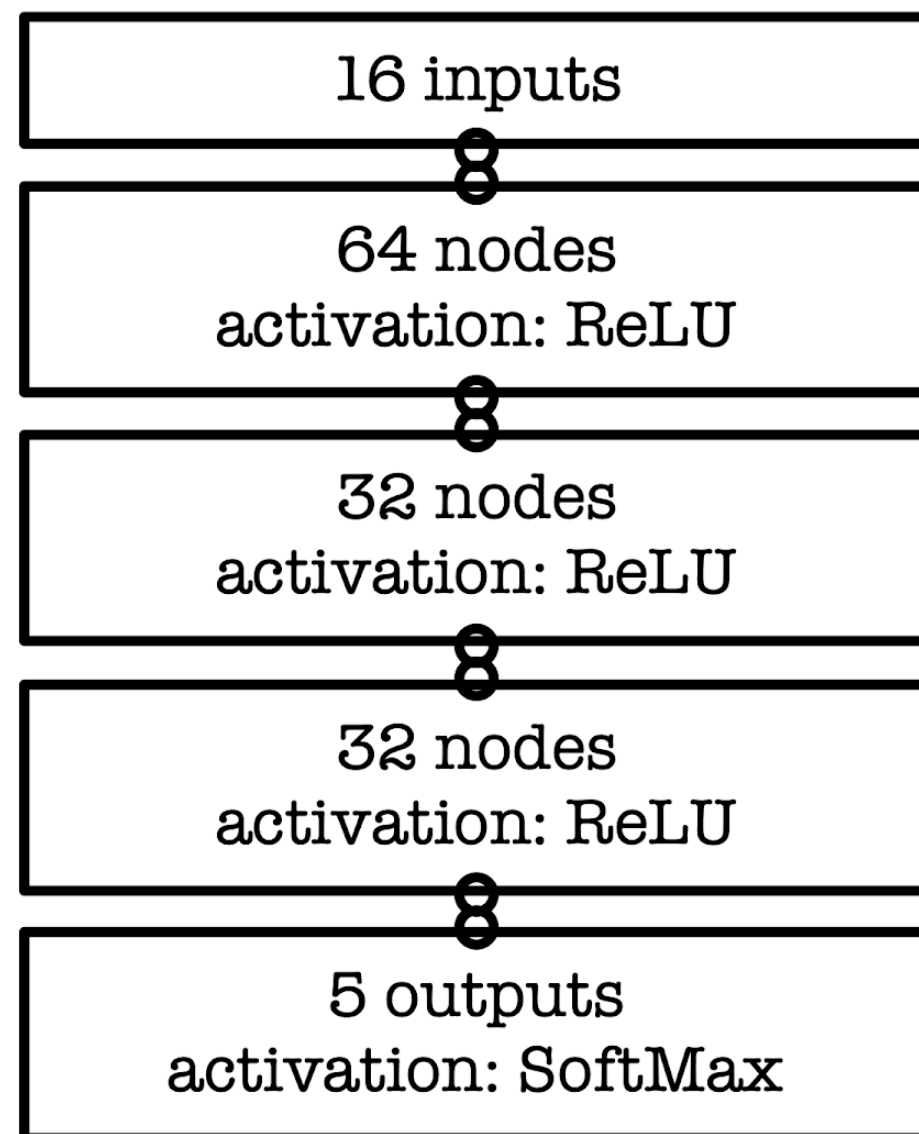 16 inputs
64 nodes
activation: ReLU
32 nodes
activation: ReLU
32 nodes
activation: ReLU
5 outputs
activation: SoftMax